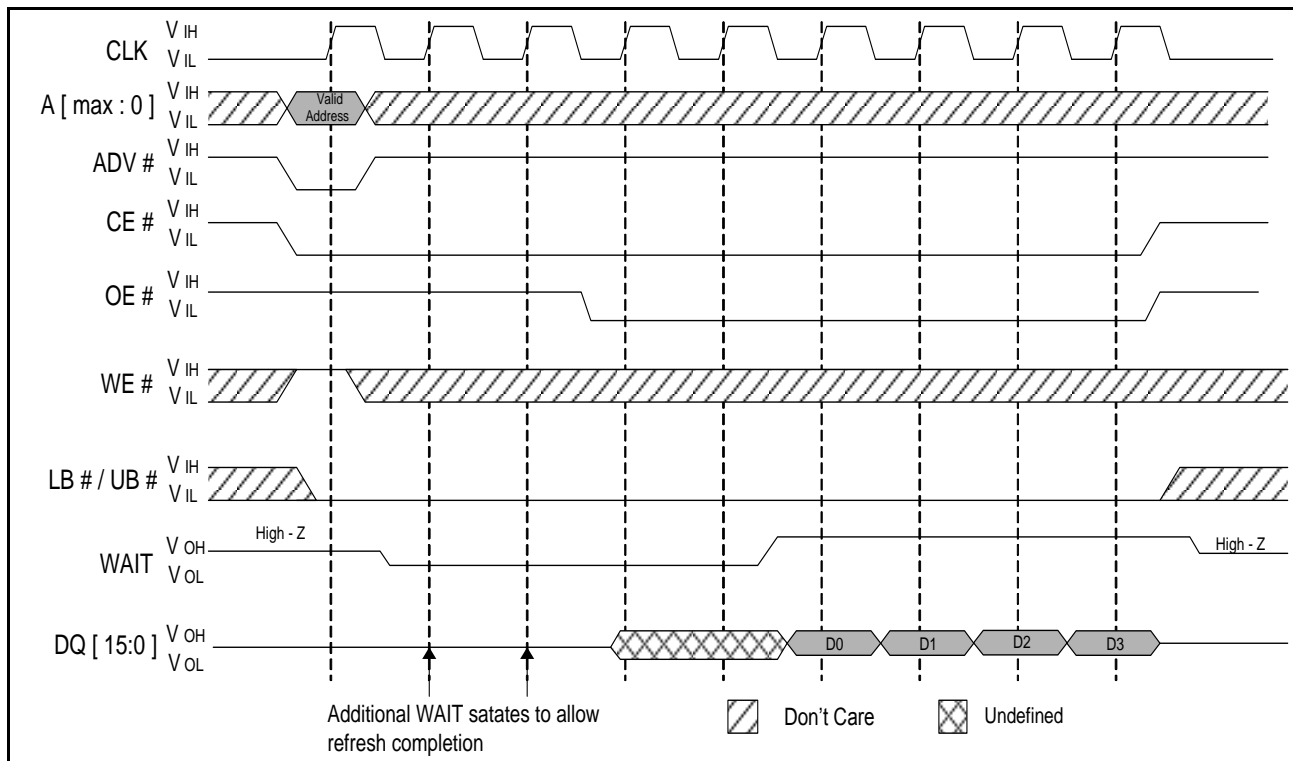 CLK V IH
V IL
A [ max : 0 ] V IH
V IL
Valid
Address
ADV # V IH
V IL
CE # V IH
V IL
OE # V IH
V IL
WE # V IH
V IL
LB # / UB # V IH
V IL
WAIT V OH
V OL
High - Z
High - Z
DQ [ 15:0 ] V OH
V OL
D0 D1 D2 D3
Additional WAIT satates to allow
refresh completion
Don't Care
Undefined